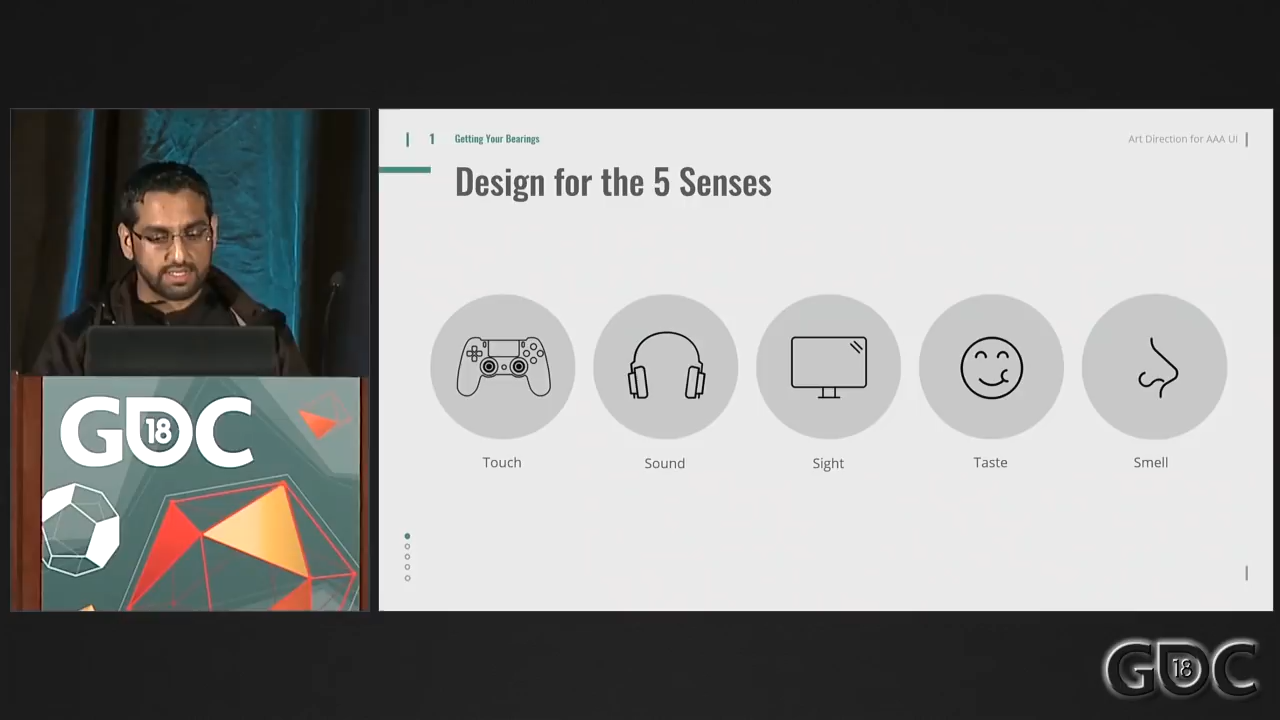 1 Getting Your Bearings
Art Direction for AAA UI
Design for the 5 Senses
Touch Sound Sight Taste Smell
GDC 18
GDC 18